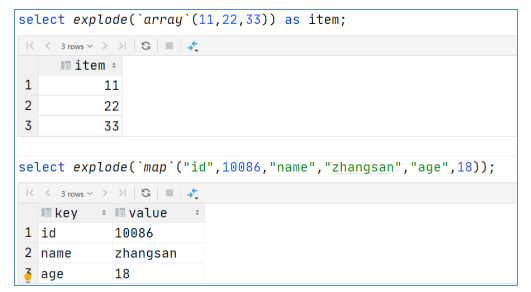 select explode(`array`(11,22,33)) as item;
3 rows
item
1 11
2 22
3 33
select explode(`map`("id",10086,"name","zhangsan","age",18));
3 rows
key value
1 id 10086
2 name zhangsan
3 age 18